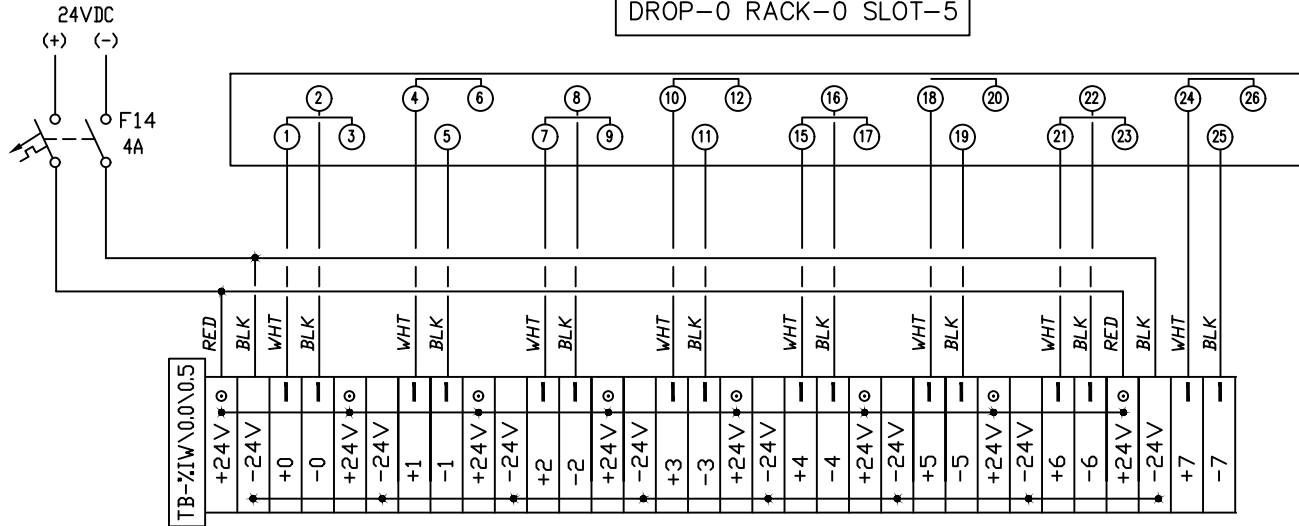 24VDC
(+) (-)
DROP-0 RACK-0 SLOT-5
F14
4A
2 4 6 8 10 12 16 18 20 22 24 26
1 3 5 7 9 11 15 17 19 21 23 25
RED BLK WHT BLK WHT BLK WHT BLK WHT BLK WHT BLK WHT BLK WHT BLK RED BLK WHT BLK
TB-%IW\0.0\0.5
+24V -24V +0 -0 +24V -24V +1 -1 +24V -24V +2 -2 +24V -24V +3 -3 +24V -24V +4 -4 +24V -24V +5 -5 +24V -24V +6 -6 +24V -24V +7 -7